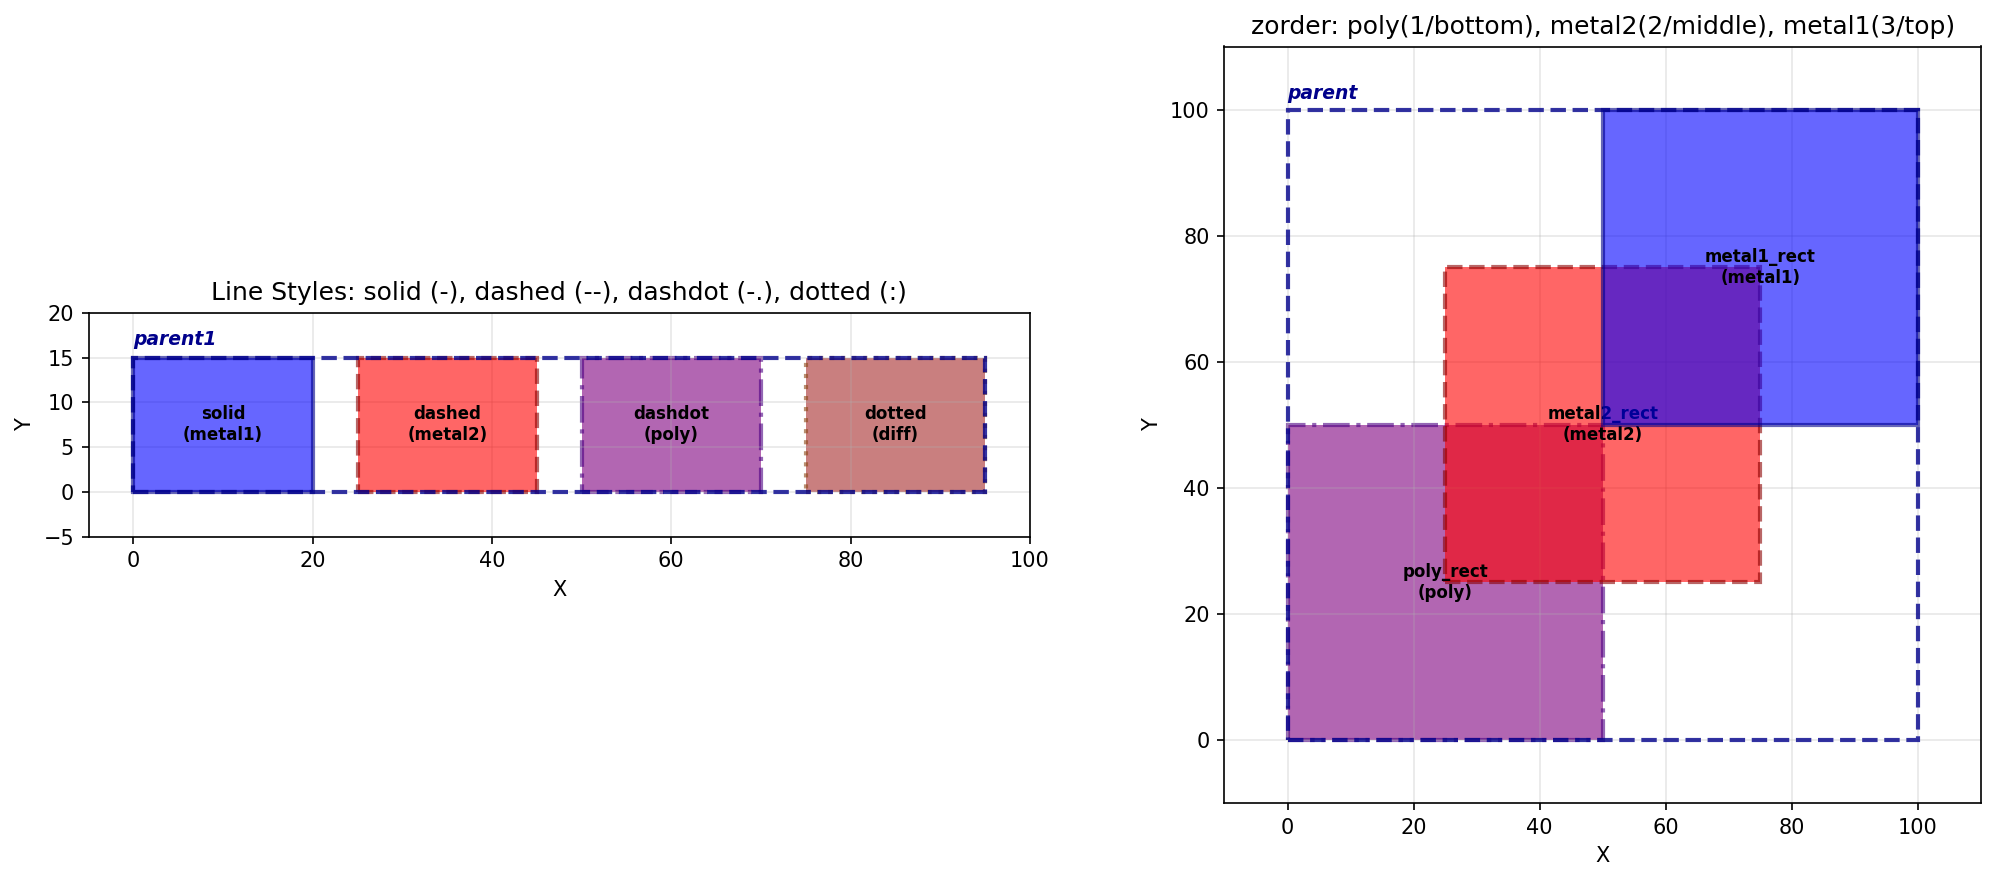 Line Styles: solid (-), dashed (--), dashdot (-.), dotted (:)
20
15
10
5
0
−5
Y
parent1
solid
(metal1)
dashed
(metal2)
dashdot
(poly)
dotted
(diff)
0
20
40
60
80
100
X
zorder: poly(1/bottom), metal2(2/middle), metal1(3/top)
100
80
60
40
20
0
Y
parent
metal1_rect
(metal1)
metal2_rect
(metal2)
poly_rect
(poly)
0
20
40
60
80
100
X